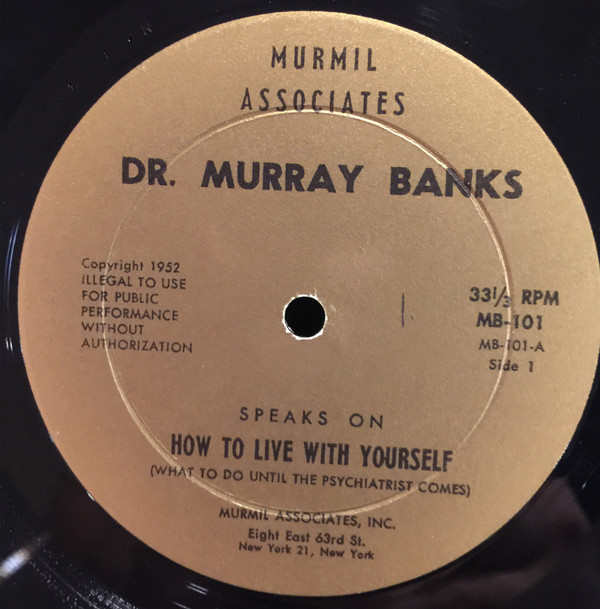 MURMIL
ASSOCIATES
DR. MURRAY BANKS
Copyright 1952
ILLEGAL TO USE
FOR PUBLIC
PERFORMANCE
WITHOUT
AUTHORIZATION
33 1/3 RPM
MB-101
MB-101-A
Side 1
SPEAKS ON
HOW TO LIVE WITH YOURSELF
(WHAT TO DO UNTIL THE PSYCHIATRIST COMES)
MURMIL ASSOCIATES, INC.
Eight East 63rd St.
New York 21, New York